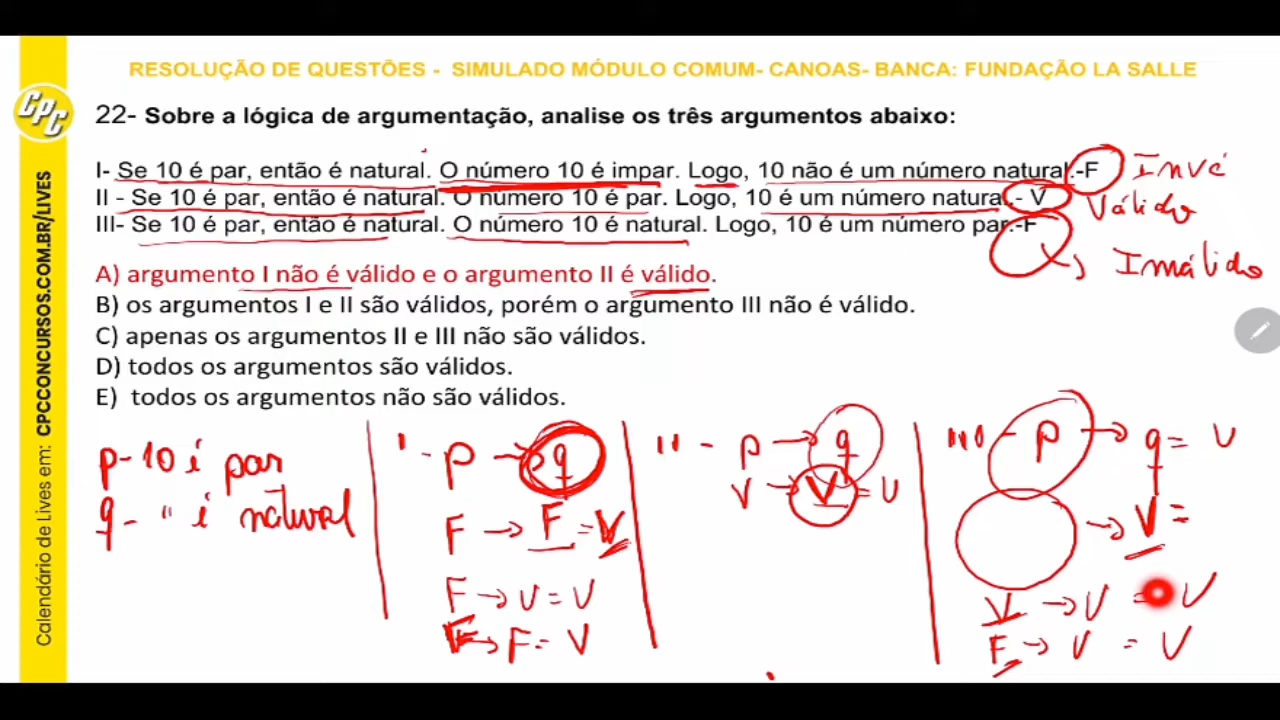 RESOLUÇÃO DE QUESTÕES - SIMULADO MÓDULO COMUM- CANOAS- BANCA: FUNDAÇÃO LA SALLE
CPC
Calendário de Lives em: CPCCONCURSOS.COM.BR/LIVES
22- Sobre a lógica de argumentação, analise os três argumentos abaixo:
I- Se 10 é par, então é natural. O número 10 é impar. Logo, 10 não é um número natural.-F Invé
II - Se 10 é par, então é natural. O número 10 é par. Logo, 10 é um número natural.- V Válido
III- Se 10 é par, então é natural. O número 10 é natural. Logo, 10 é um número par.-F
Inválido
A) argumento I não é válido e o argumento II é válido.
B) os argumentos I e II são válidos, porém o argumento III não é válido.
C) apenas os argumentos II e III não são válidos.
D) todos os argumentos são válidos.
E) todos os argumentos não são válidos.
p - 10 é par
q - " é natural
I - p → q
F → F = V
F → V = V
F → F = V
II - p → q
V → V = V
III - p → q = V
→ V =
V → V = V
F → V = V